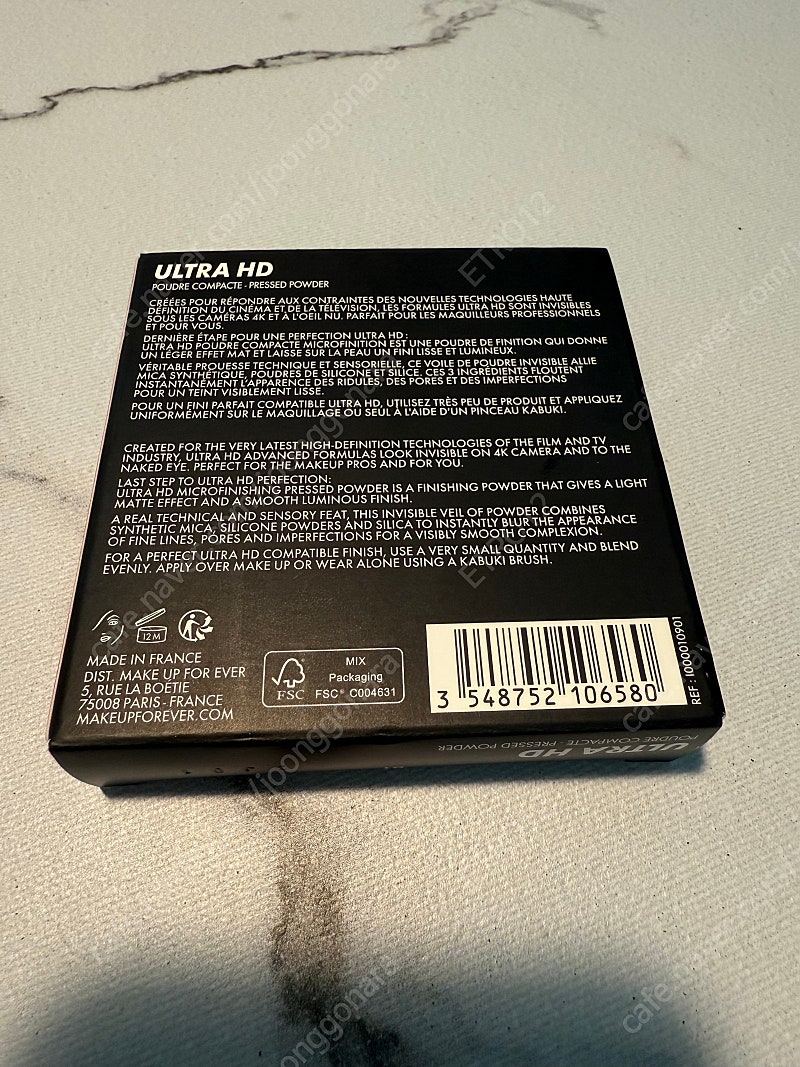 ULTRA HD
POUDRE COMPACTE - PRESSED POWDER
CRÉÉES POUR RÉPONDRE AUX CONTRAINTES DES NOUVELLES TECHNOLOGIES HAUTE
DÉFINITION DU CINÉMA ET DE LA TÉLÉVISION, LES FORMULES ULTRA HD SONT INVISIBLES
SOUS LES CAMÉRAS 4K ET À L'OEIL NU. PARFAIT POUR LES MAQUILLEURS PROFESSIONNELS
ET POUR VOUS.
DERNIÈRE ÉTAPE POUR UNE PERFECTION ULTRA HD :
ULTRA HD POUDRE COMPACTE MICROFINITION EST UNE POUDRE DE FINITION QUI DONNE
UN LÉGER EFFET MAT ET LAISSE SUR LA PEAU UN FINI LISSE ET LUMINEUX.
VÉRITABLE PROUESSE TECHNIQUE ET SENSORIELLE, CE VOILE DE POUDRE INVISIBLE ALLIE
MICA SYNTHÉTIQUE, POUDRES DE SILICONE ET SILICE. CES 3 INGRÉDIENTS FLOUTENT
INSTANTANÉMENT L'APPARENCE DES RIDULES, DES PORES ET DES IMPERFECTIONS
POUR UN TEINT VISIBLEMENT LISSE.
POUR UN FINI PARFAIT COMPATIBLE ULTRA HD, UTILISEZ TRÈS PEU DE PRODUIT ET APPLIQUEZ
UNIFORMÉMENT SUR LE MAQUILLAGE OU SEUL À L'AIDE D'UN PINCEAU KABUKI.
CREATED FOR THE VERY LATEST HIGH-DEFINITION TECHNOLOGIES OF THE FILM AND TV
INDUSTRY, ULTRA HD ADVANCED FORMULAS LOOK INVISIBLE ON 4K CAMERA AND TO THE
NAKED EYE. PERFECT FOR THE MAKEUP PROS AND FOR YOU.
LAST STEP TO ULTRA HD PERFECTION:
ULTRA HD MICROFINISHING PRESSED POWDER IS A FINISHING POWDER THAT GIVES A LIGHT
MATTE EFFECT AND A SMOOTH LUMINOUS FINISH.
A REAL TECHNICAL AND SENSORY FEAT, THIS INVISIBLE VEIL OF POWDER COMBINES
SYNTHETIC MICA, SILICONE POWDERS AND SILICA TO INSTANTLY BLUR THE APPEARANCE
OF FINE LINES, PORES AND IMPERFECTIONS FOR A VISIBLY SMOOTH COMPLEXION.
FOR A PERFECT ULTRA HD COMPATIBLE FINISH, USE A VERY SMALL QUANTITY AND BLEND
EVENLY. APPLY OVER MAKE UP OR WEAR ALONE USING A KABUKI BRUSH.
12 M
MADE IN FRANCE
DIST. MAKE UP FOR EVER
5, RUE LA BOÉTIE
75008 PARIS - FRANCE
MAKEUPFOREVER.COM
FSC
MIX
Packaging
FSC® C004631
3 548752 106580
REF : I000010901
ULTRA HD
POUDRE COMPACTE PRESSED POWDER
ETRO12
ETRO12